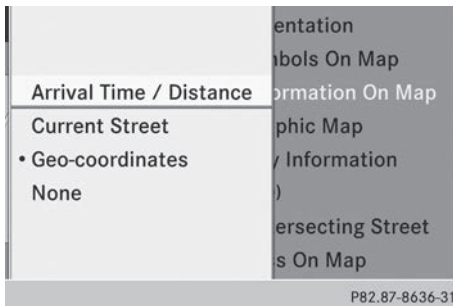 entation
bols On Map
Arrival Time / Distance
ormation On Map
Current Street
phic Map
• Geo-coordinates
Information
None
)
ersecting Street
s On Map
P82.87-8636-31